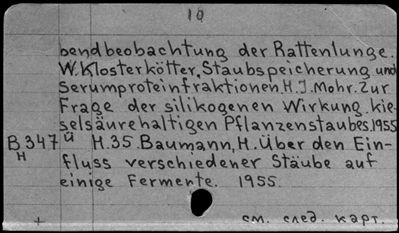 10
bendbeobachtung der Rattenlunge.
W. Klosterkötter, Staubspeicherung und
Serumproteinfraktionen. H. J. Mohr. Zur
Frage der silikogenen Wirkung kie-
selsäurehaltigen Pflanzenstaubes. 1955
B347 ü H. 35. Baumann, H. Über den Ein-
H fluss verschiedener Stäube auf
einige Fermente. 1955.
+ см. след. карт.